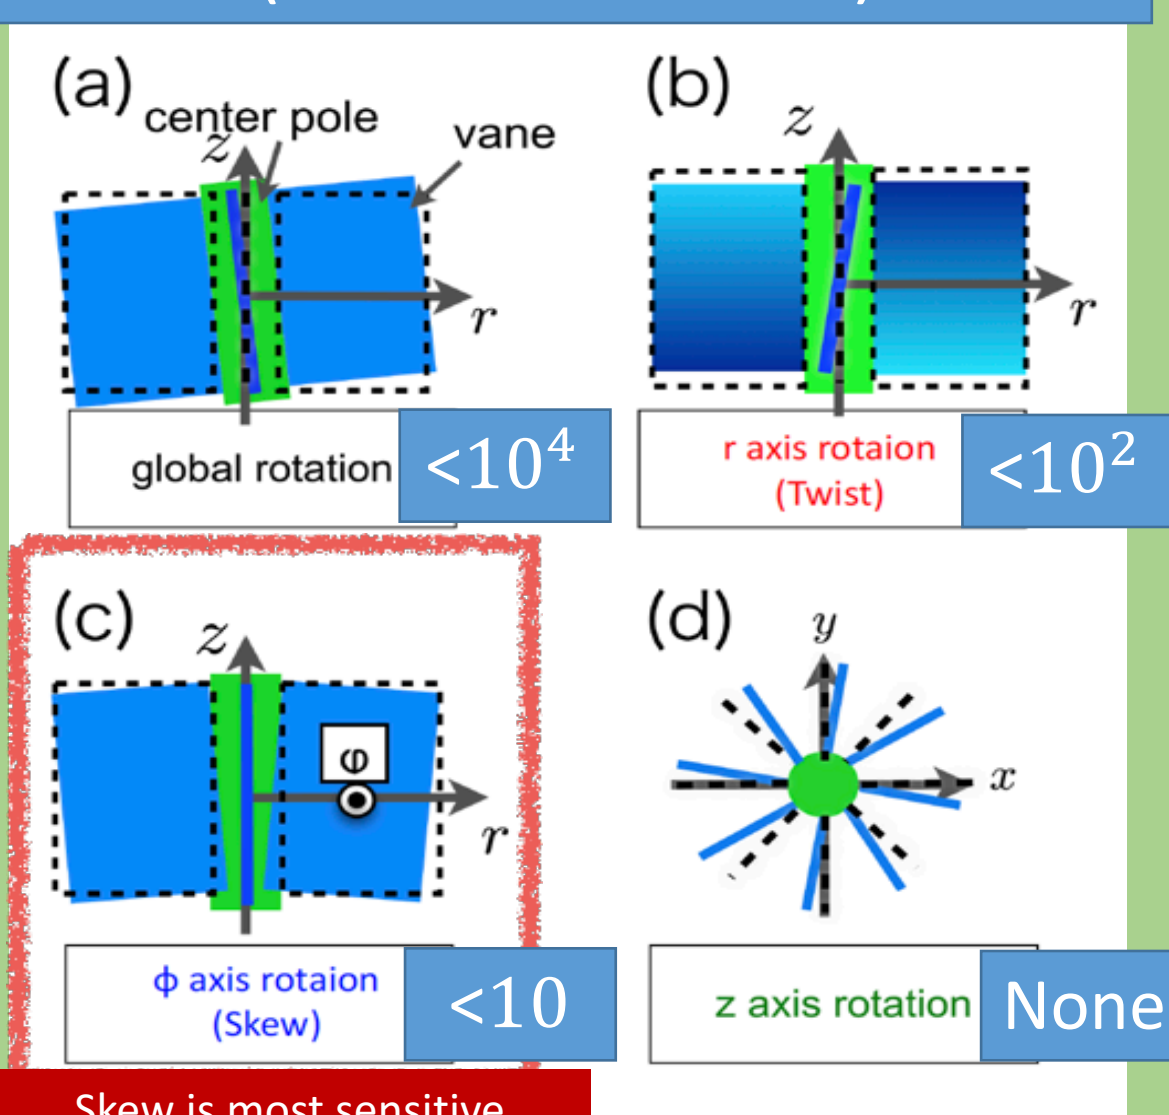 (a)
center pole
z
vane
r
global rotation
<10⁴
(b)
z
r
r axis rotaion
(Twist)
<10²
(c)
z
φ
r
ϕ axis rotaion
(Skew)
<10
(d)
y
x
z axis rotation
None
Skew is most sensitive